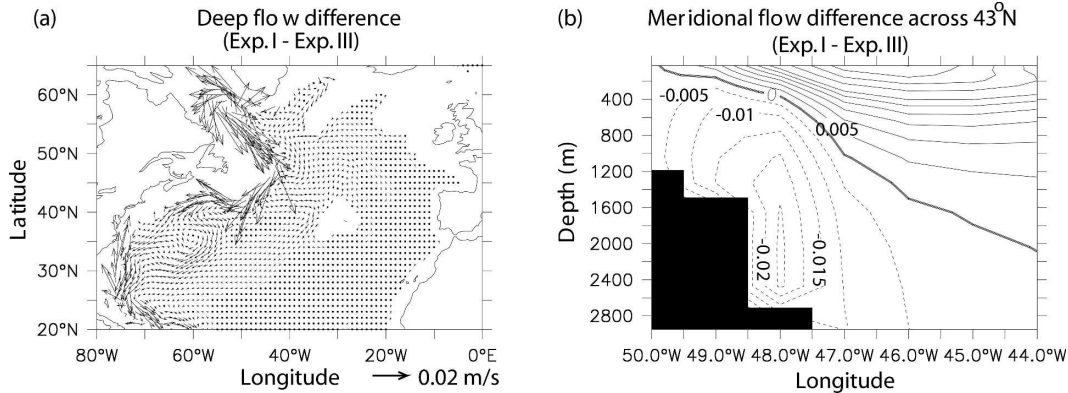 (a) Deep flow difference
(Exp. I - Exp. III)
60°N
50°N
40°N
30°N
20°N
Latitude
80°W 60°W 40°W 20°W 0°E
Longitude
0.02 m/s
(b) Meridional flow difference across 43°N
(Exp. I - Exp. III)
400
800
1200
1600
2000
2400
2800
Depth (m)
-0.005
-0.01
0
0.005
-0.015
-0.02
50.0°W 49.0°W 48.0°W 47.0°W 46.0°W 45.0°W 44.0°W
Longitude